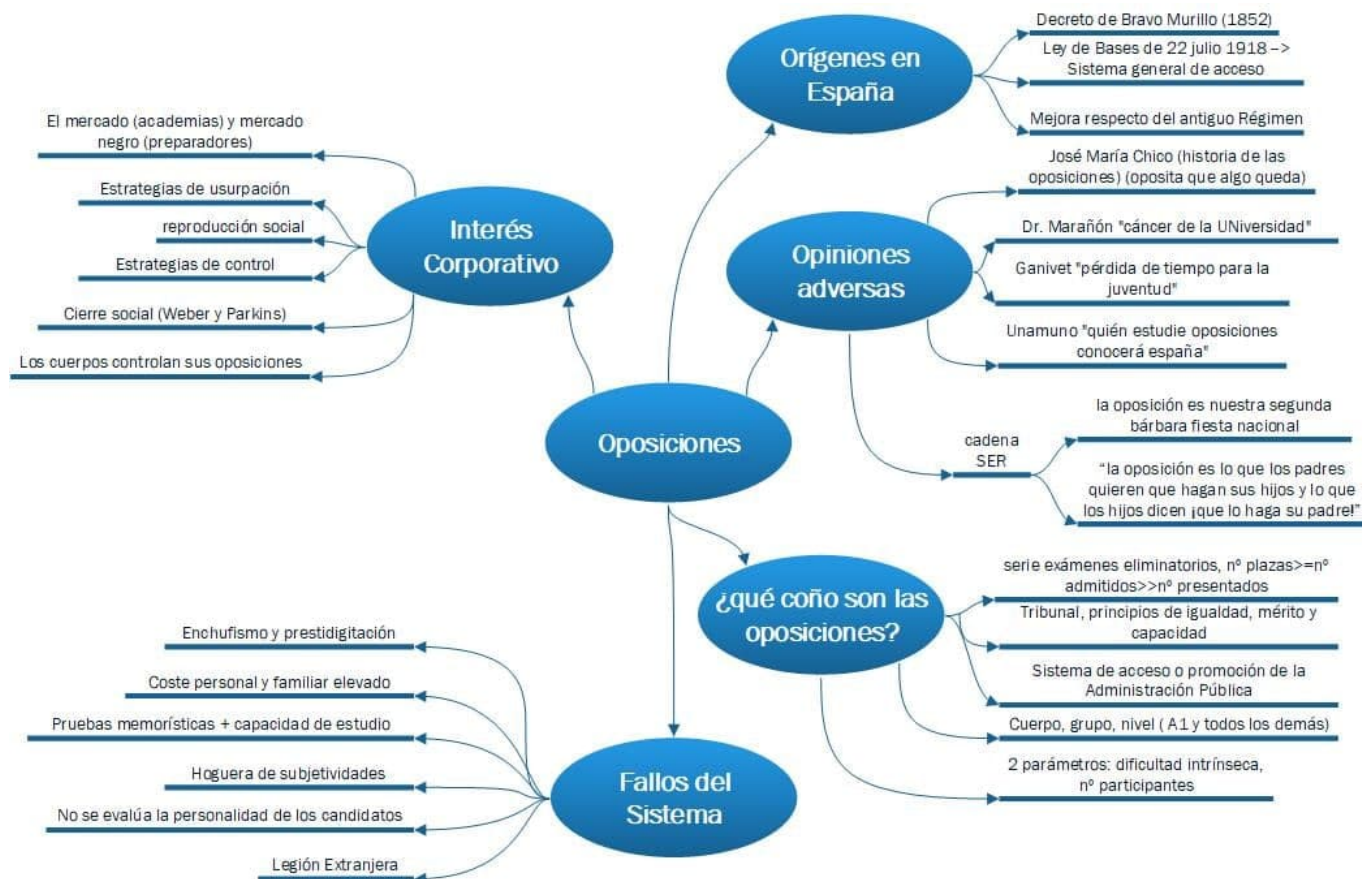 Oposiciones
Orígenes en
España
Decreto de Bravo Murillo (1852)
Ley de Bases de 22 julio 1918 –>
Sistema general de acceso
Mejora respecto del antiguo Régimen
Opiniones
adversas
José María Chico (historia de las
oposiciones) (oposita que algo queda)
Dr. Marañón "cáncer de la UNiversidad"
Ganivet "pérdida de tiempo para la
juventud"
Unamuno "quién estudie oposiciones
conocerá españa"
cadena
SER
la oposición es nuestra segunda
bárbara fiesta nacional
“la oposición es lo que los padres
quieren que hagan sus hijos y lo que
los hijos dicen ¡que lo haga su padre!”
¿qué coño son las
oposiciones?
serie exámenes eliminatorios, nº plazas>=nº
admitidos>>nº presentados
Tribunal, principios de igualdad, mérito y
capacidad
Sistema de acceso o promoción de la
Administración Pública
Cuerpo, grupo, nivel ( A1 y todos los demás)
2 parámetros: dificultad intrínseca,
nº participantes
Fallos del
Sistema
Enchufismo y prestidigitación
Coste personal y familiar elevado
Pruebas memorísticas + capacidad de estudio
Hoguera de subjetividades
No se evalúa la personalidad de los candidatos
Legión Extranjera
Interés
Corporativo
El mercado (academias) y mercado
negro (preparadores)
Estrategias de usurpación
reproducción social
Estrategias de control
Cierre social (Weber y Parkins)
Los cuerpos controlan sus oposiciones